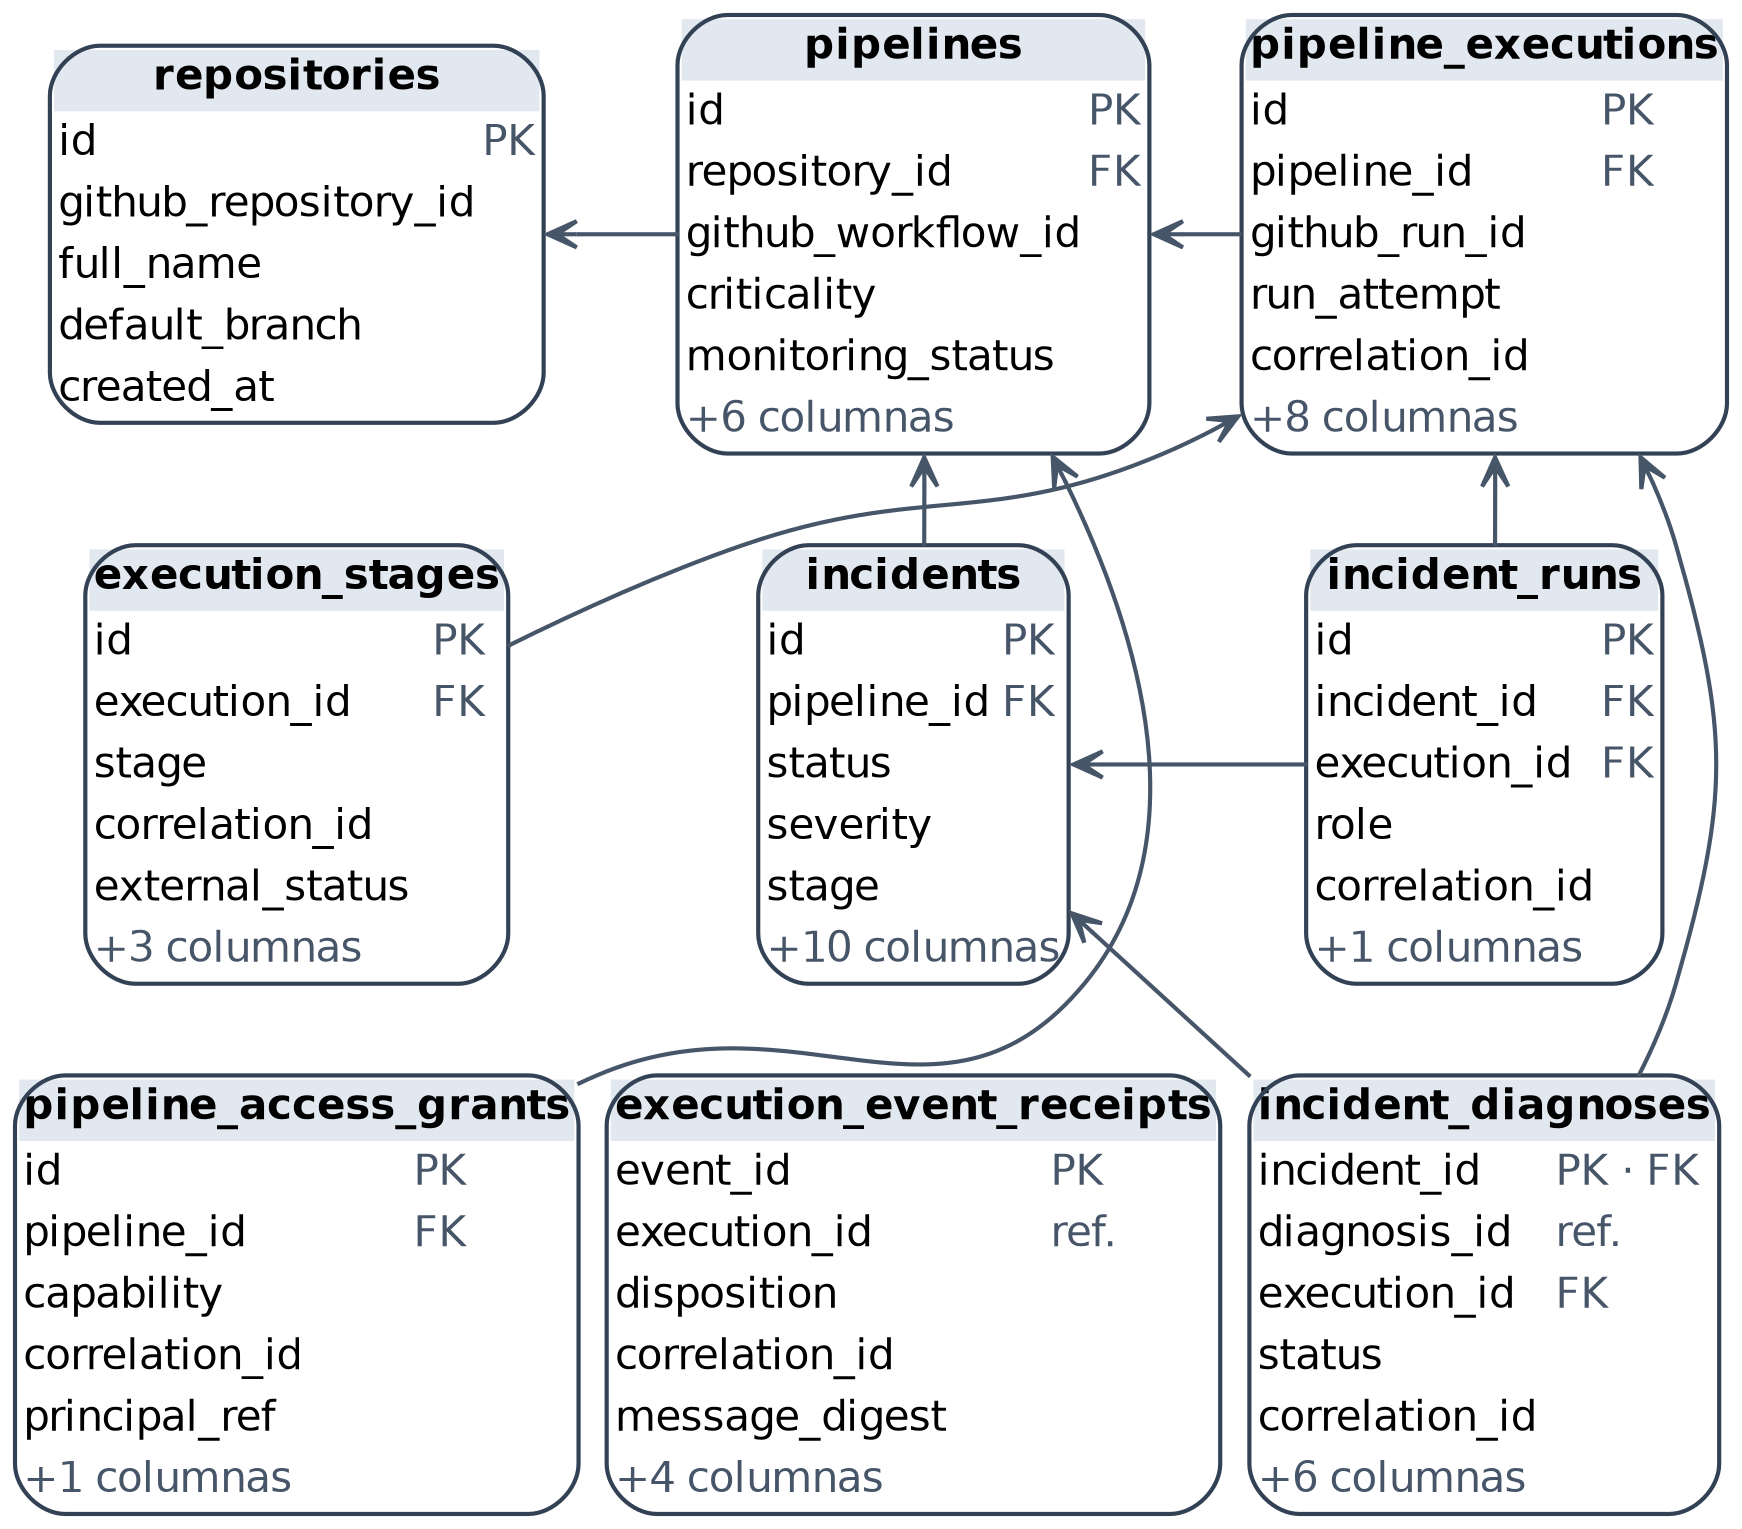 repositories
id PK
github_repository_id
full_name
default_branch
created_at
pipelines
id PK
repository_id FK
github_workflow_id
criticality
monitoring_status
+6 columnas
pipeline_executions
id PK
pipeline_id FK
github_run_id
run_attempt
correlation_id
+8 columnas
execution_stages
id PK
execution_id FK
stage
correlation_id
external_status
+3 columnas
incidents
id PK
pipeline_id FK
status
severity
stage
+10 columnas
incident_runs
id PK
incident_id FK
execution_id FK
role
correlation_id
+1 columnas
pipeline_access_grants
id PK
pipeline_id FK
capability
correlation_id
principal_ref
+1 columnas
execution_event_receipts
event_id PK
execution_id ref.
disposition
correlation_id
message_digest
+4 columnas
incident_diagnoses
incident_id PK · FK
diagnosis_id ref.
execution_id FK
status
correlation_id
+6 columnas